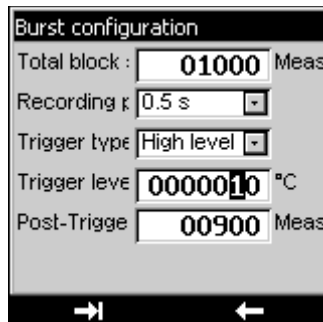 Burst configuration
Total block : 01000 Meas
Recording p 0.5 s
Trigger type High level
Trigger leve 0000010 °C
Post-Trigge 00900 Meas